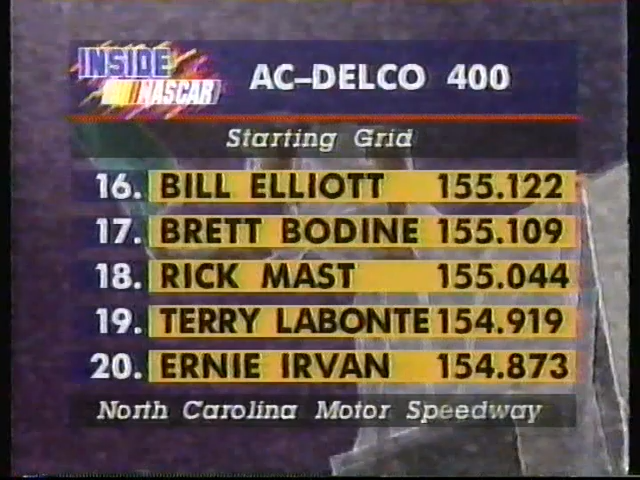 INSIDE
NASCAR
AC-DELCO 400
Starting Grid
16. BILL ELLIOTT 155.122
17. BRETT BODINE 155.109
18. RICK MAST 155.044
19. TERRY LABONTE 154.919
20. ERNIE IRVAN 154.873
North Carolina Motor Speedway